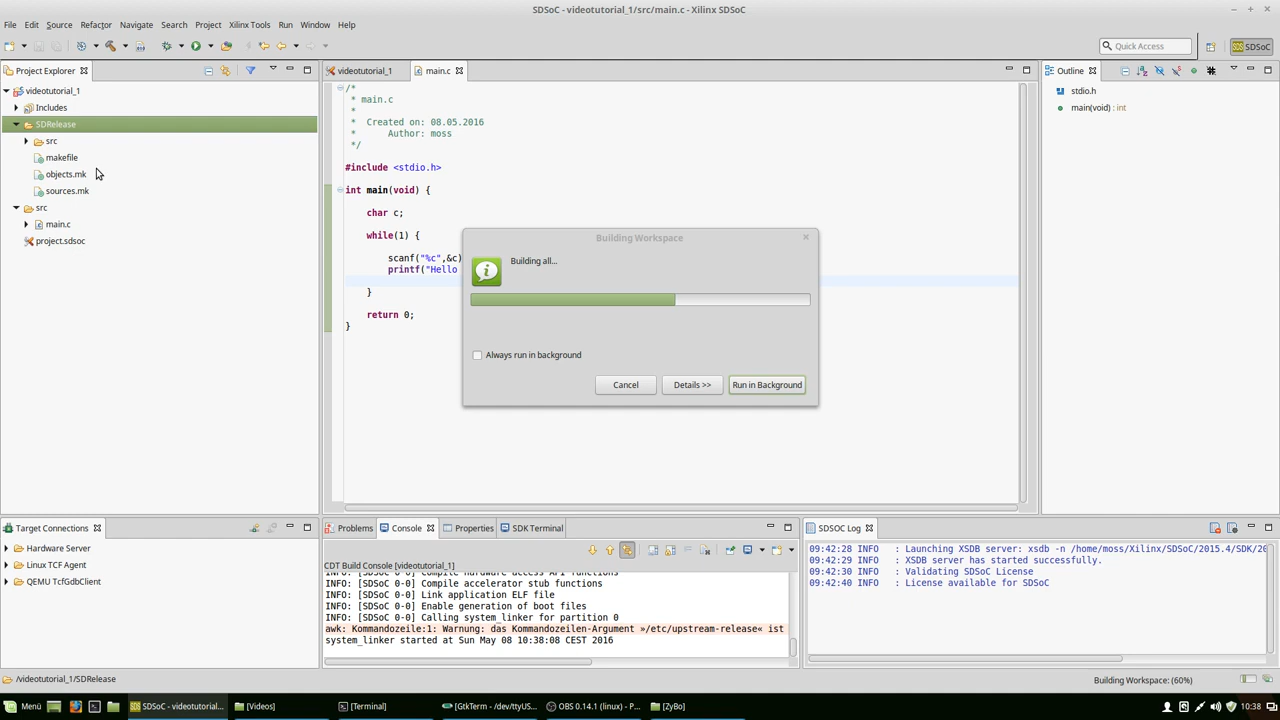 SDSoC - videotutorial_1/src/main.c - Xilinx SDSoC
File Edit Source Refactor Navigate Search Project Xilinx Tools Run Window Help
Quick Access
SDSoC
Project Explorer
videotutorial_1
Includes
SDRelease
src
makefile
objects.mk
sources.mk
src
main.c
project.sdsoc
videotutorial_1
main.c
/*
* main.c
*
* Created on: 08.05.2016
* Author: moss
*/
#include <stdio.h>
int main(void) {
char c;
while(1) {
scanf("%c",&c)
printf("Hello
}
return 0;
}
Building Workspace
Building all...
Always run in background
Cancel
Details >>
Run in Background
Outline
stdio.h
main(void) : int
Target Connections
Hardware Server
Linux TCF Agent
QEMU TcfGdbClient
Problems
Console
Properties
SDK Terminal
CDT Build Console [videotutorial_1]
INFO: [SDSoC 0-0] Compile hardware access API functions
INFO: [SDSoC 0-0] Compile accelerator stub functions
INFO: [SDSoC 0-0] Link application ELF file
INFO: [SDSoC 0-0] Enable generation of boot files
INFO: [SDSoC 0-0] Calling system_linker for partition 0
awk: Kommandozeile:1: Warnung: das Kommandozeilen-Argument »/etc/upstream-release« ist
system_linker started at Sun May 08 10:38:08 CEST 2016
SDSOC Log
09:42:28 INFO : Launching XSDB server: xsdb -n /home/moss/Xilinx/SDSoC/2015.4/SDK/20
09:42:29 INFO : XSDB server has started successfully.
09:42:30 INFO : Validating SDSoC License
09:42:40 INFO : License available for SDSoC
/videotutorial_1/SDRelease
Building Workspace: (60%)
Menü
SDSoC - videotutorial_1/...
[Videos]
[Terminal]
[GtkTerm - /dev/ttyUS...
OBS 0.14.1 (linux) - P...
[ZyBo]
10:38